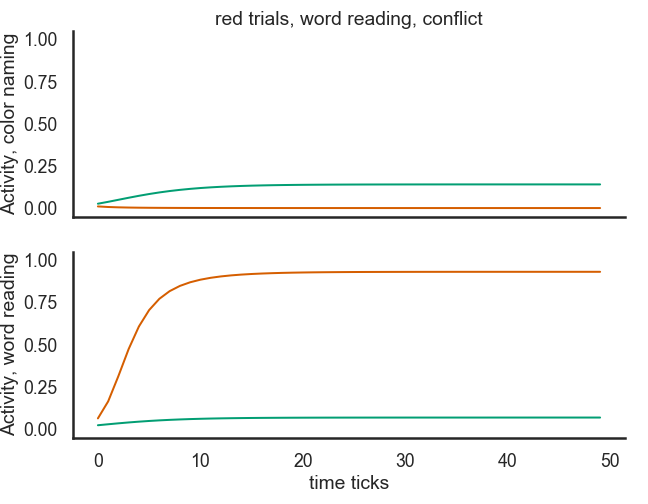 red trials, word reading, conflict
Activity, color naming
1.00
0.75
0.50
0.25
0.00
Activity, word reading
1.00
0.75
0.50
0.25
0.00
0 10 20 30 40 50
time ticks